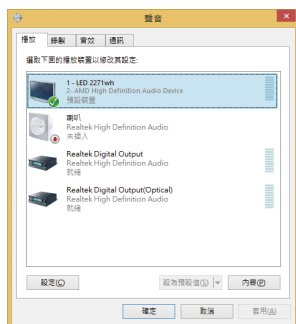 聲音
播放 錄製 音效 通訊
選取下面的播放裝置以修改其設定:
1 - LED 2271wh
2- AMD High Definition Audio Device
預設裝置
喇叭
Realtek High Definition Audio
未插入
Realtek Digital Output
Realtek High Definition Audio
就緒
Realtek Digital Output(Optical)
Realtek High Definition Audio
就緒
設定(C) 設為預設值(S) 內容(P)
確定 取消 套用(A)